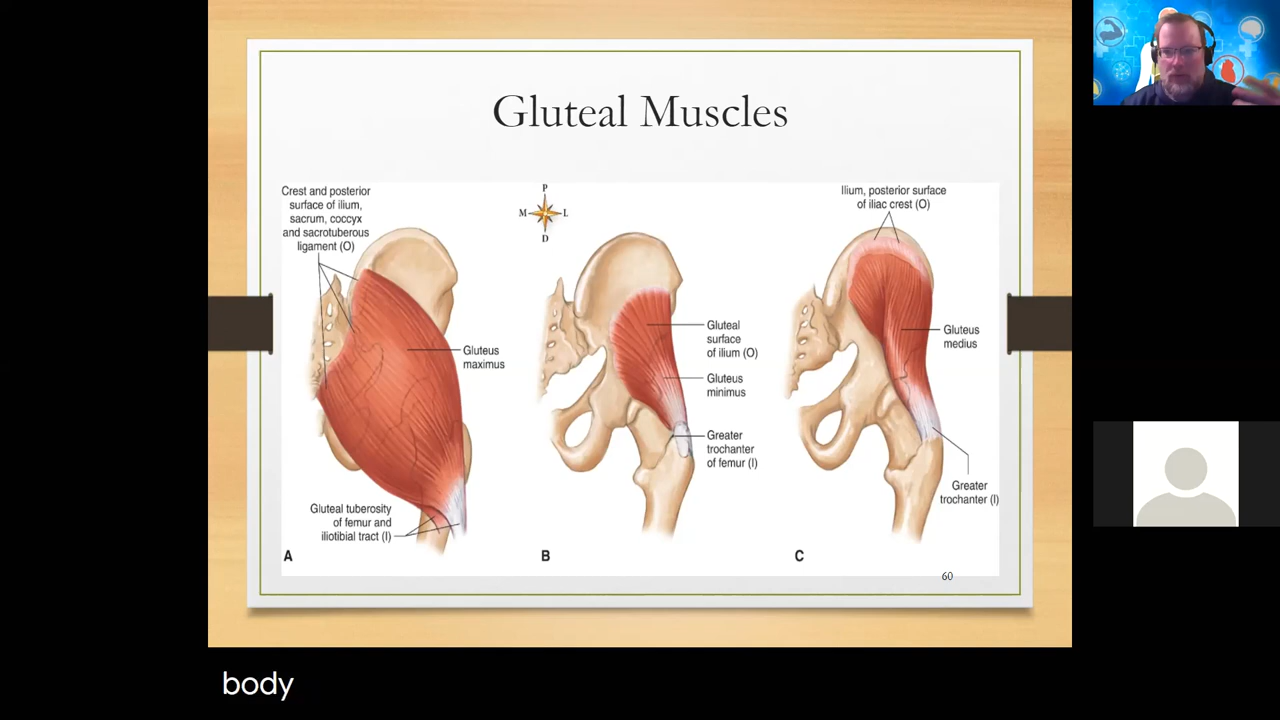 Gluteal Muscles
Crest and posterior
surface of ilium,
sacrum, coccyx
and sacrotuberous
ligament (O)
Gluteus
maximus
Gluteal tuberosity
of femur and
iliotibial tract (I)
A
P
M L
D
Gluteal
surface
of ilium (O)
Gluteus
minimus
Greater
trochanter
of femur (I)
B
Ilium, posterior surface
of iliac crest (O)
Gluteus
medius
Greater
trochanter (I)
C
60
body